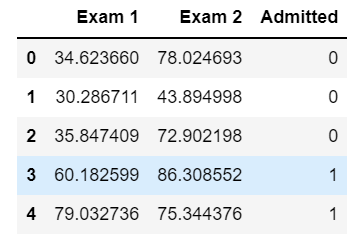 Exam 1 Exam 2 Admitted
0 34.623660 78.024693 0
1 30.286711 43.894998 0
2 35.847409 72.902198 0
3 60.182599 86.308552 1
4 79.032736 75.344376 1